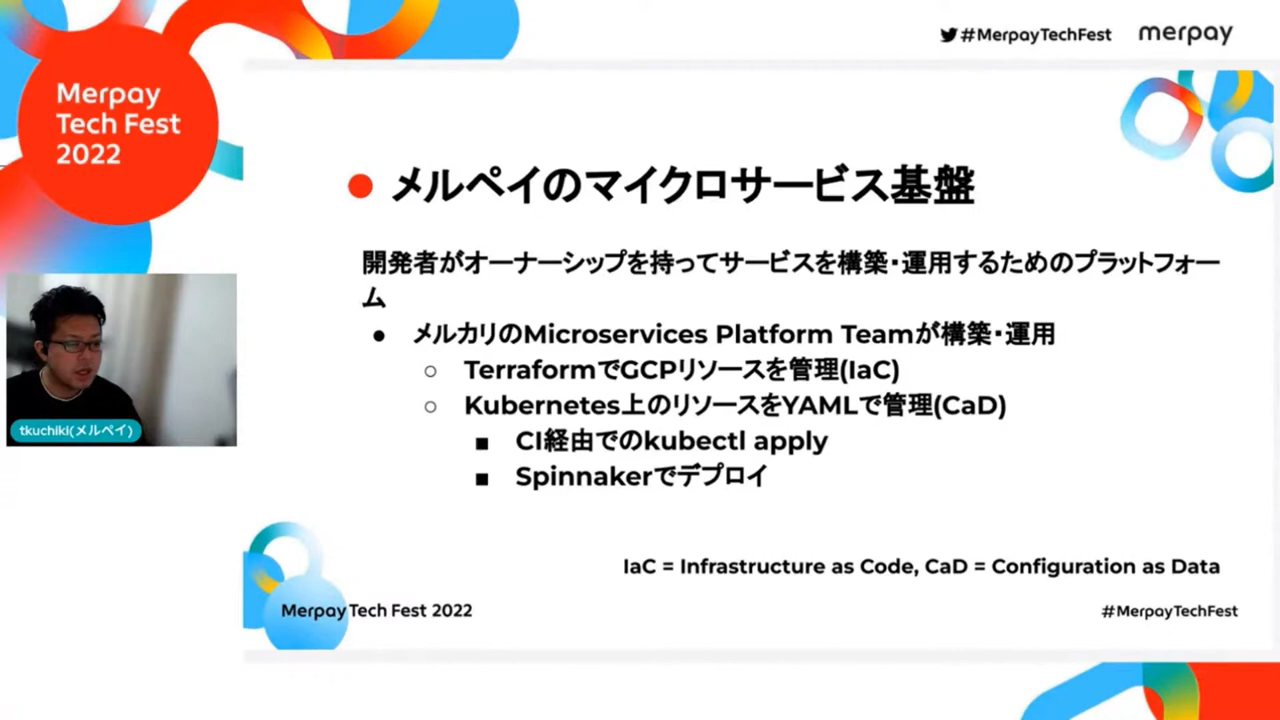 #MerpayTechFest
merpay
Merpay
Tech Fest
2022
メルペイのマイクロサービス基盤
開発者がオーナーシップを持ってサービスを構築・運用するためのプラットフォー
ム
● メルカリのMicroservices Platform Teamが構築・運用
○ TerraformでGCPリソースを管理(IaC)
○ Kubernetes上のリソースをYAMLで管理(CaD)
■ CI経由でのkubectl apply
■ Spinnakerでデプロイ
tkuchiki(メルペイ)
IaC = Infrastructure as Code, CaD = Configuration as Data
Merpay Tech Fest 2022
#MerpayTechFest